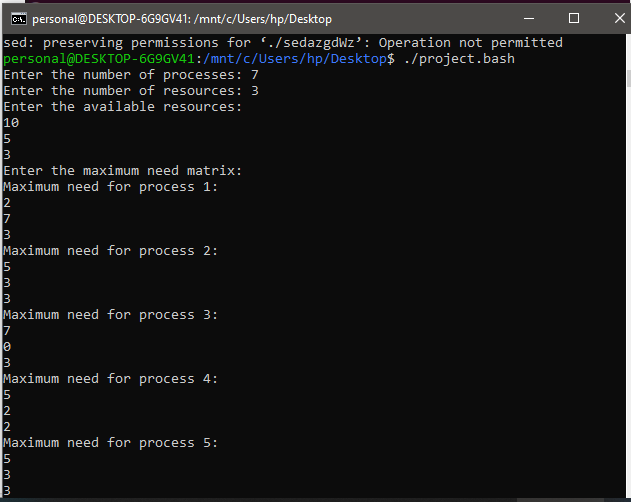 personal@DESKTOP-6G9GV41: /mnt/c/Users/hp/Desktop
sed: preserving permissions for ‘./sedazgdWz’: Operation not permitted
personal@DESKTOP-6G9GV41:/mnt/c/Users/hp/Desktop$ ./project.bash
Enter the number of processes: 7
Enter the number of resources: 3
Enter the available resources:
10
5
3
Enter the maximum need matrix:
Maximum need for process 1:
2
7
3
Maximum need for process 2:
5
3
3
Maximum need for process 3:
7
0
3
Maximum need for process 4:
5
2
2
Maximum need for process 5:
5
3
3